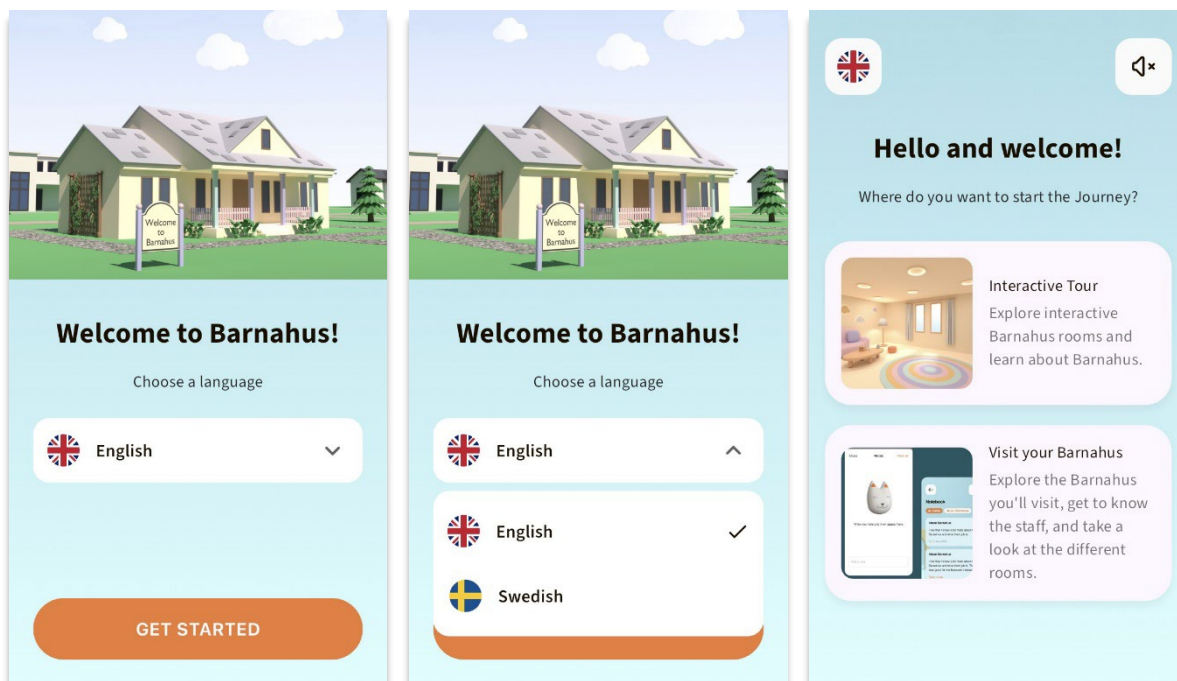 Welcome
to
Barnahus
Welcome to Barnahus!
Choose a language
English
GET STARTED
Welcome
to
Barnahus
Welcome to Barnahus!
Choose a language
English
English
Swedish
Hello and welcome!
Where do you want to start the Journey?
Interactive Tour
Explore interactive
Barnahus rooms and
learn about Barnahus.
Notebook
Visit your Barnahus
Explore the Barnahus
you'll visit, get to know
the staff, and take a
look at the different
rooms.